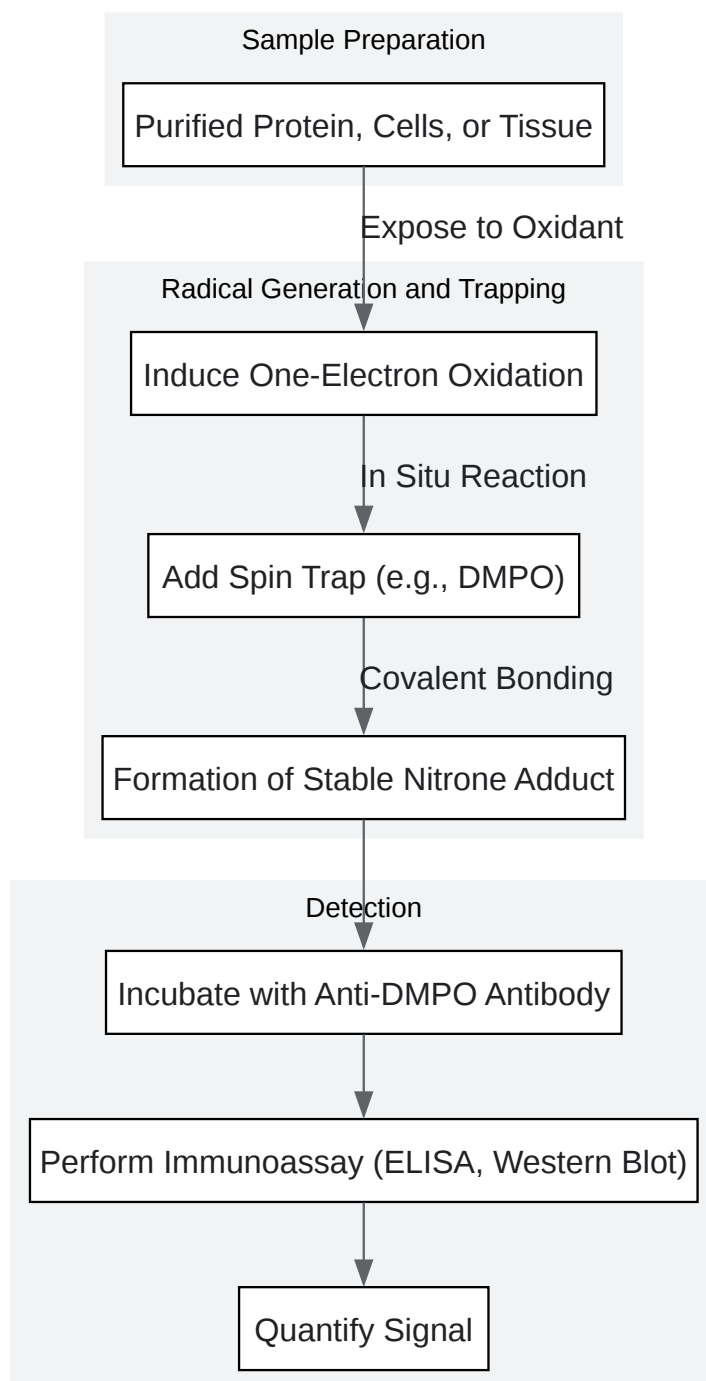 Sample Preparation
Purified Protein, Cells, or Tissue
Expose to Oxidant
Radical Generation and Trapping
Induce One-Electron Oxidation
In Situ Reaction
Add Spin Trap (e.g., DMPO)
Covalent Bonding
Formation of Stable Nitrone Adduct
Detection
Incubate with Anti-DMPO Antibody
Perform Immunoassay (ELISA, Western Blot)
Quantify Signal